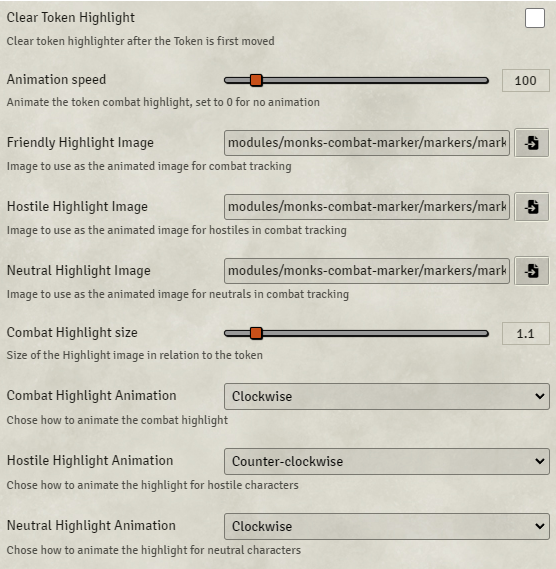 Clear Token Highlight
Clear token highlighter after the Token is first moved
Animation speed 100
Animate the token combat highlight, set to 0 for no animation
Friendly Highlight Image modules/monks-combat-marker/markers/mark
Image to use as the animated image for combat tracking
Hostile Highlight Image modules/monks-combat-marker/markers/mark
Image to use as the animated image for hostiles in combat tracking
Neutral Highlight Image modules/monks-combat-marker/markers/mark
Image to use as the animated image for neutrals in combat tracking
Combat Highlight size 1.1
Size of the Highlight image in relation to the token
Combat Highlight Animation Clockwise
Chose how to animate the combat highlight
Hostile Highlight Animation Counter-clockwise
Chose how to animate the highlight for hostile characters
Neutral Highlight Animation Clockwise
Chose how to animate the highlight for neutral characters